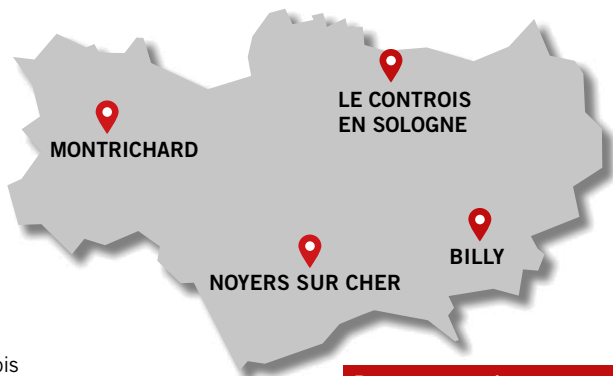 LE CONTROIS
EN SOLOGNE
MONTRICHARD
BILLY
NOYERS SUR CHER